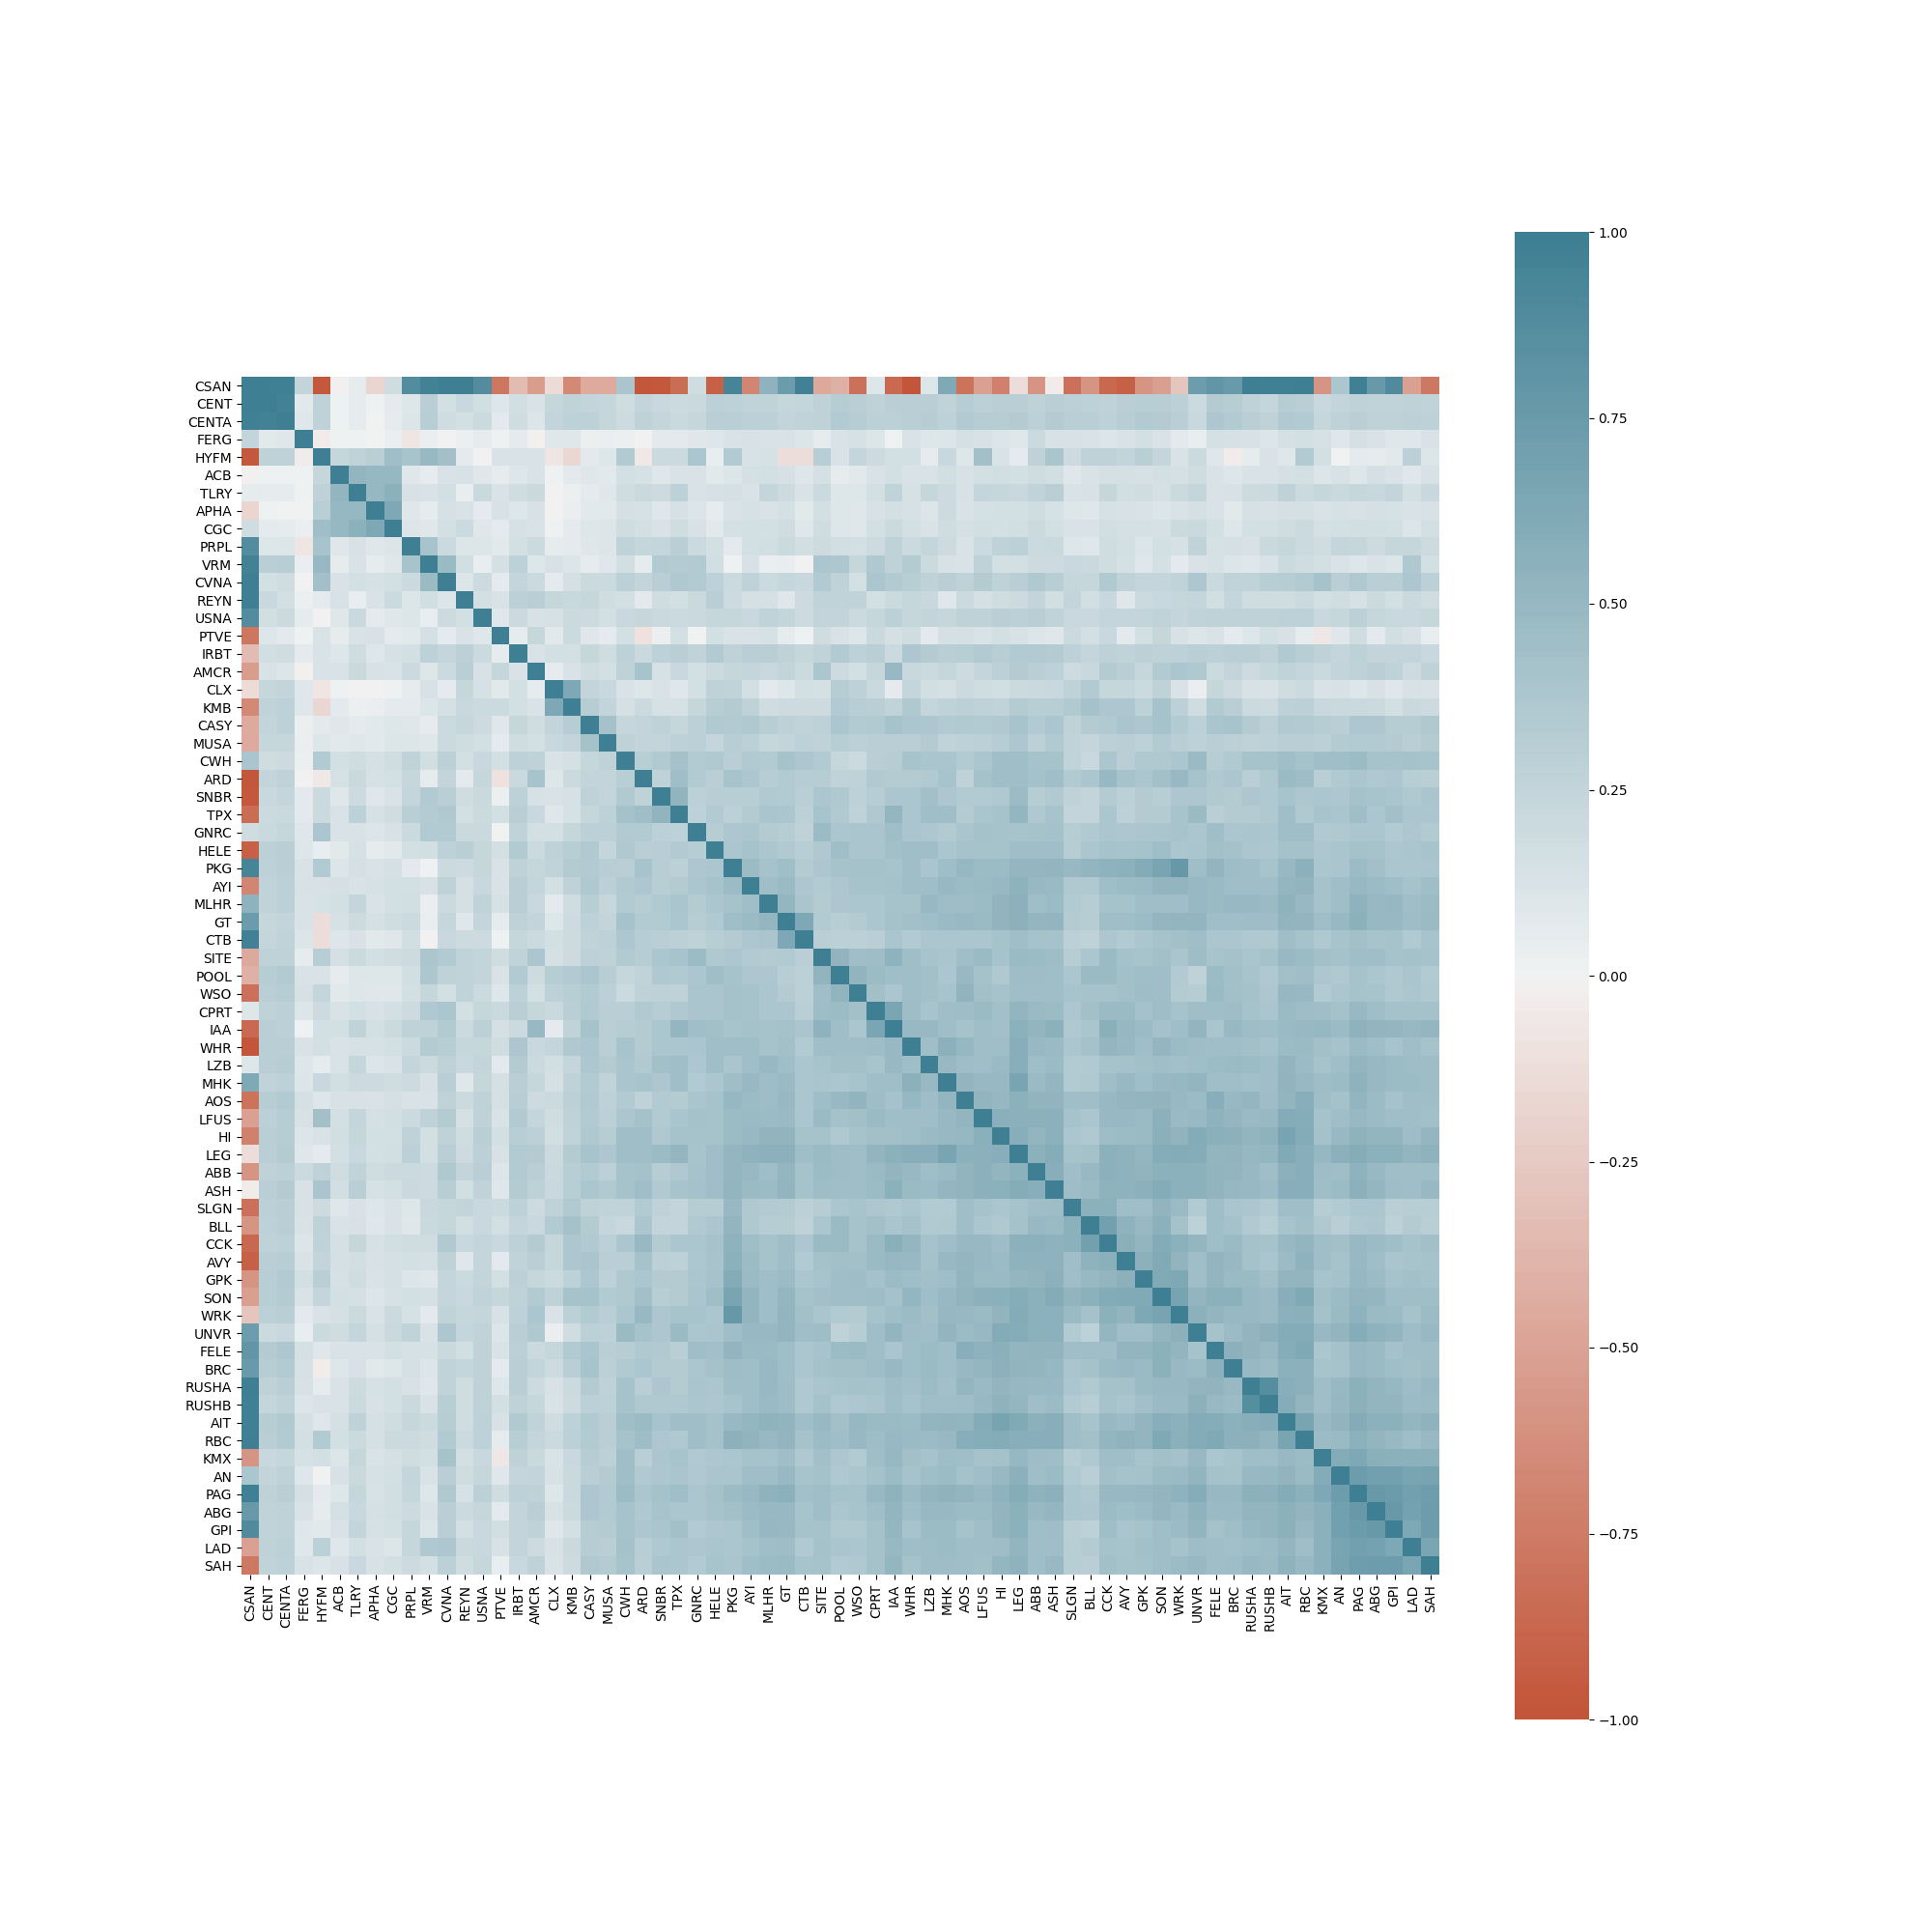 CSAN
CENT
CENTA
FERG
HYFM
ACB
TLRY
APHA
CGC
PRPL
VRM
CVNA
REYN
USNA
PTVE
IRBT
AMCR
CLX
KMB
CASY
MUSA
CWH
ARD
SNBR
TPX
GNRC
HELE
PKG
AYI
MLHR
GT
CTB
SITE
POOL
WSO
CPRT
IAA
WHR
LZB
MHK
AOS
LFUS
HI
LEG
ABB
ASH
SLGN
BLL
CCK
AVY
GPK
SON
WRK
UNVR
FELE
BRC
RUSHA
RUSHB
AIT
RBC
KMX
AN
PAG
ABG
GPI
LAD
SAH
CSAN
CENT
CENTA
FERG
HYFM
ACB
TLRY
APHA
CGC
PRPL
VRM
CVNA
REYN
USNA
PTVE
IRBT
AMCR
CLX
KMB
CASY
MUSA
CWH
ARD
SNBR
TPX
GNRC
HELE
PKG
AYI
MLHR
GT
CTB
SITE
POOL
WSO
CPRT
IAA
WHR
LZB
MHK
AOS
LFUS
HI
LEG
ABB
ASH
SLGN
BLL
CCK
AVY
GPK
SON
WRK
UNVR
FELE
BRC
RUSHA
RUSHB
AIT
RBC
KMX
AN
PAG
ABG
GPI
LAD
SAH
1.00
0.75
0.50
0.25
0.00
−0.25
−0.50
−0.75
−1.00